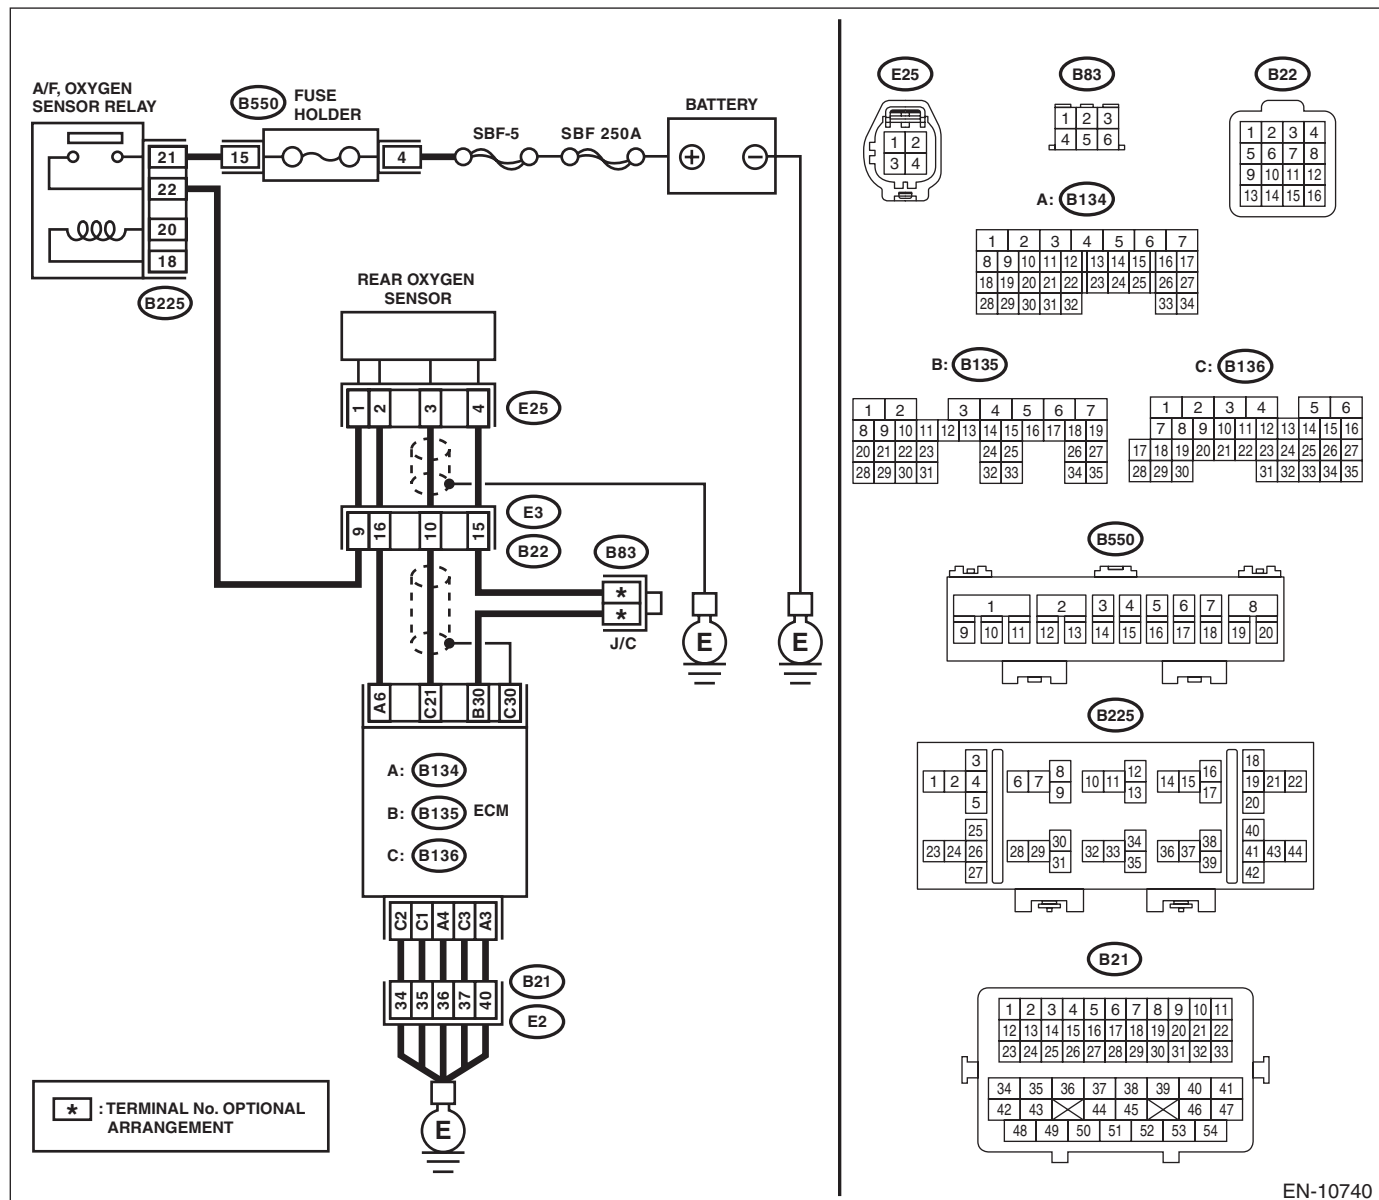 A/F, OXYGEN
SENSOR RELAY
B550
FUSE
HOLDER
SBF-5
SBF 250A
BATTERY
21
15
4
22
20
18
B225
REAR OXYGEN
SENSOR
1 2 3 4
E25
E3
9 16 10 15
B22
B83
*
*
J/C
E
E
A6 C21 B30 C30
A: B134
B: B135
ECM
C: B136
C2 C1 A4 C3 A3
B21
34 35 36 37 40
E2
E
* : TERMINAL No. OPTIONAL
ARRANGEMENT
E25
1 2
3 4
B83
1 2 3
4 5 6
B22
1 2 3 4
5 6 7 8
9 10 11 12
13 14 15 16
A: B134
1 2 3 4 5 6 7
8 9 10 11 12 13 14 15 16 17
18 19 20 21 22 23 24 25 26 27
28 29 30 31 32 33 34
B: B135
1 2 3 4 5 6 7
8 9 10 11 12 13 14 15 16 17 18 19
20 21 22 23 24 25 26 27
28 29 30 31 32 33 34 35
C: B136
1 2 3 4 5 6
7 8 9 10 11 12 13 14 15 16
17 18 19 20 21 22 23 24 25 26 27
28 29 30 31 32 33 34 35
B550
1 2 3 4 5 6 7 8
9 10 11 12 13 14 15 16 17 18 19 20
B225
3 8 12 16 18
1 2 4 6 7 10 11 14 15 19 21 22
5 9 13 17 20
25 30 34 38 40
23 24 26 28 29 32 33 36 37 41 43 44
27 31 35 39 42
B21
1 2 3 4 5 6 7 8 9 10 11
12 13 14 15 16 17 18 19 20 21 22
23 24 25 26 27 28 29 30 31 32 33
34 35 36 37 38 39 40 41
42 43 44 45 46 47
48 49 50 51 52 53 54
EN-10740